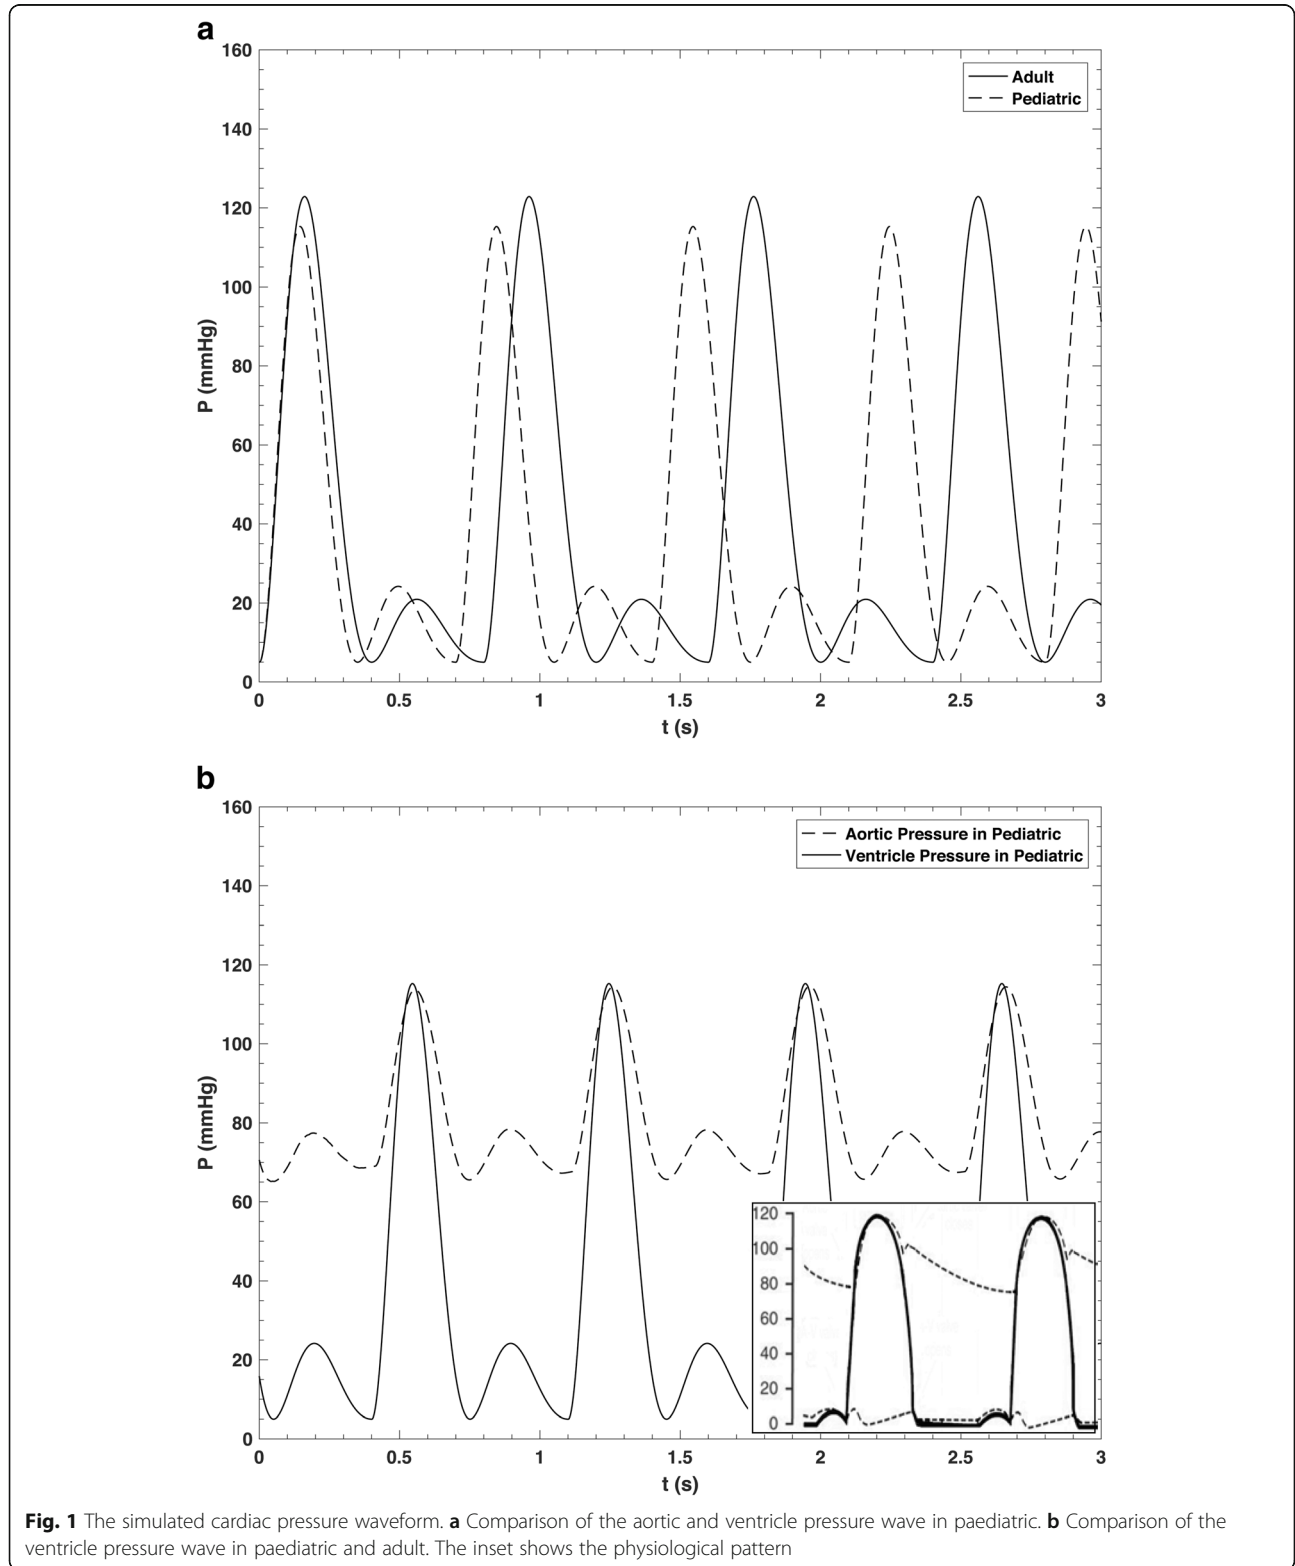 a
160
140
120
100
80
60
40
20
0
P (mmHg)
Adult
Pediatric
0 0.5 1 1.5 2 2.5 3
t (s)
b
160
140
120
100
80
60
40
20
0
P (mmHg)
Aortic Pressure in Pediatric
Ventricle Pressure in Pediatric
120
100
80
60
40
20
0
0 0.5 1 1.5 2 2.5 3
t (s)
Fig. 1 The simulated cardiac pressure waveform. a Comparison of the aortic and ventricle pressure wave in paediatric. b Comparison of the
ventricle pressure wave in paediatric and adult. The inset shows the physiological pattern